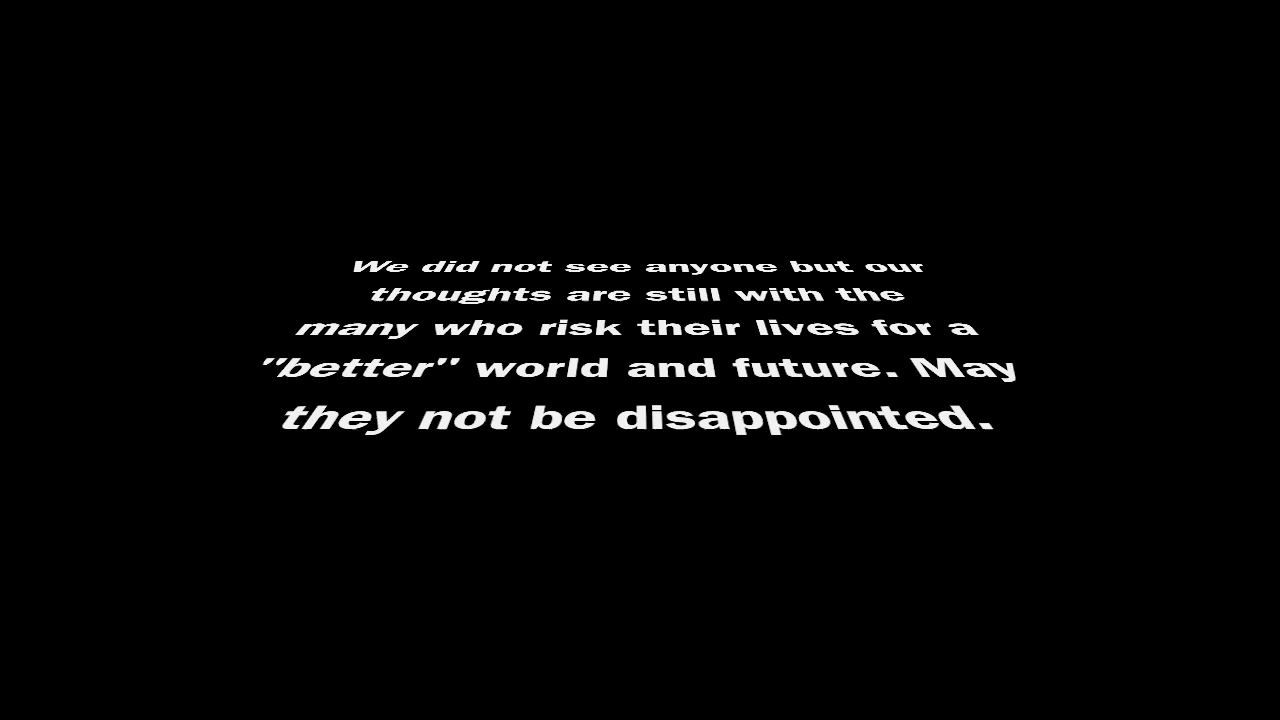 We did not see anyone but our
thoughts are still with the
many who risk their lives for a
"better" world and future. May
they not be disappointed.